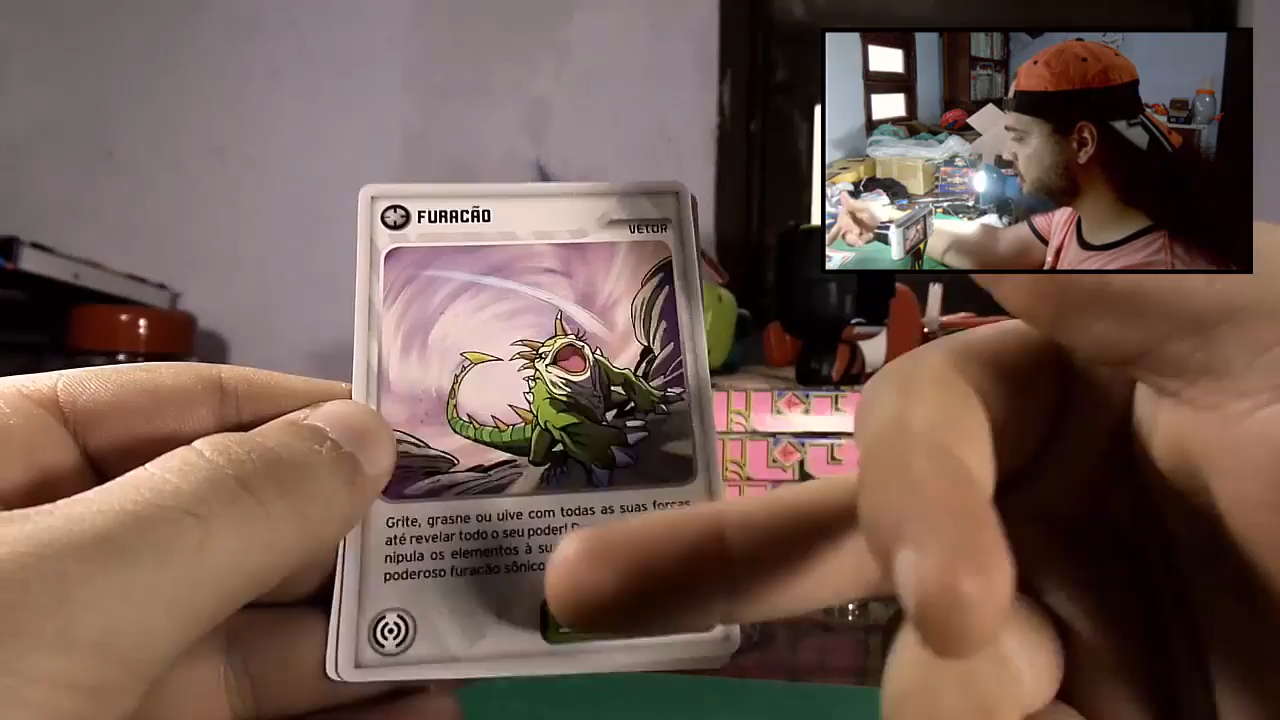 FURACÃO
VETOR
Grite, grasne ou uive com todas as suas forças
até revelar todo o seu poder!
nipula os elementos à su
poderoso furacão sônico